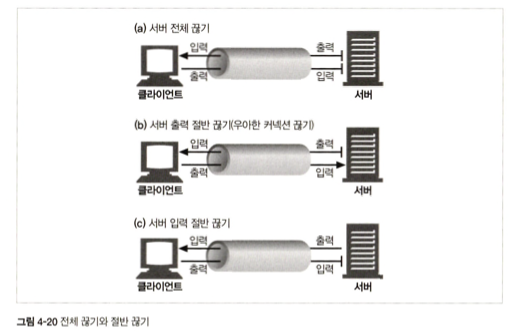 (a) 서버 전체 끊기
입력 출력
출력 입력
클라이언트 서버
(b) 서버 출력 절반 끊기(우아한 커넥션 끊기)
입력 출력
출력 입력
클라이언트 서버
(c) 서버 입력 절반 끊기
입력 출력
출력 입력
클라이언트 서버
그림 4-20 전체 끊기와 절반 끊기